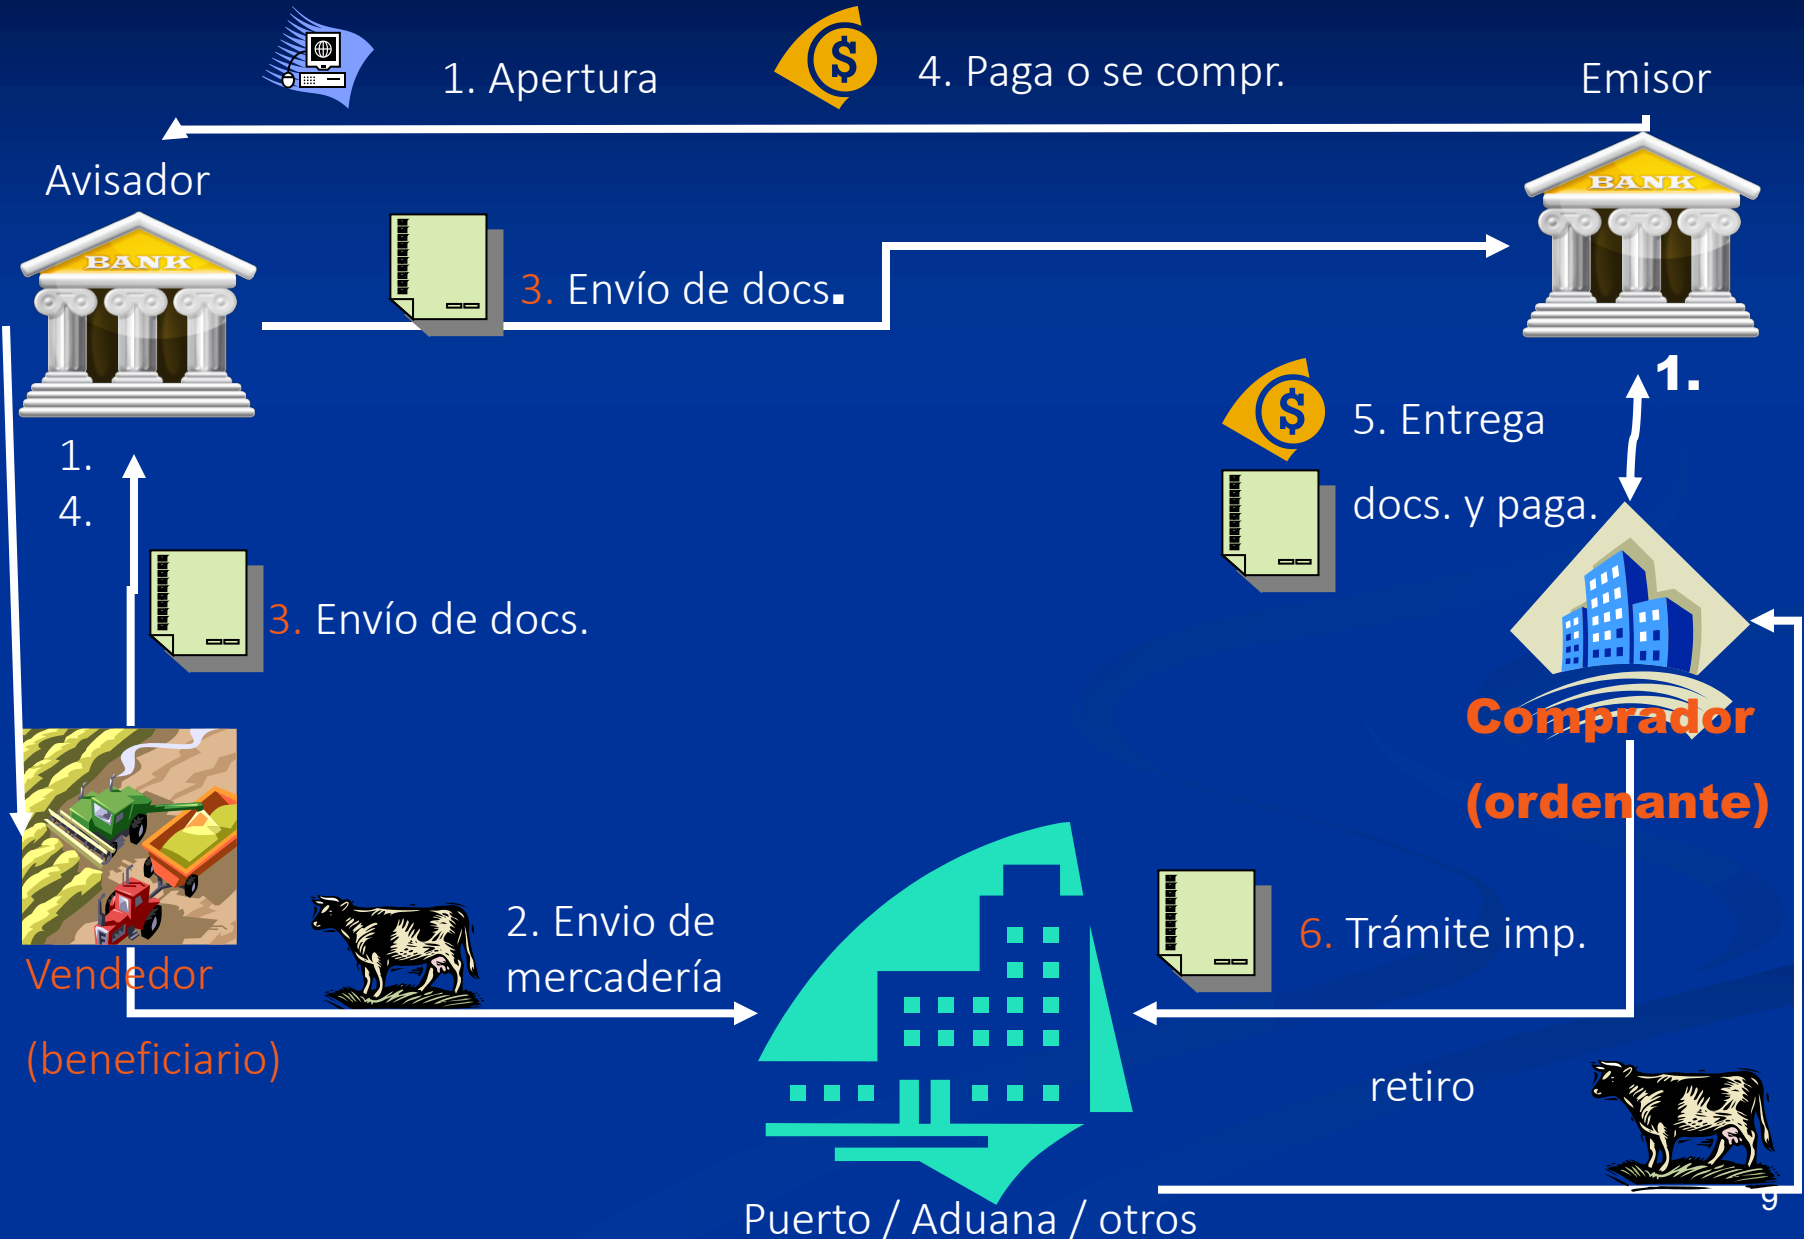 1. Apertura
4. Paga o se compr.
Emisor
Avisador
BANK
BANK
3. Envío de docs.
1.
5. Entrega
docs. y paga.
1.
4.
3. Envío de docs.
Comprador
(ordenante)
Vendedor
(beneficiario)
2. Envio de
mercadería
6. Trámite imp.
retiro
Puerto / Aduana / otros
9